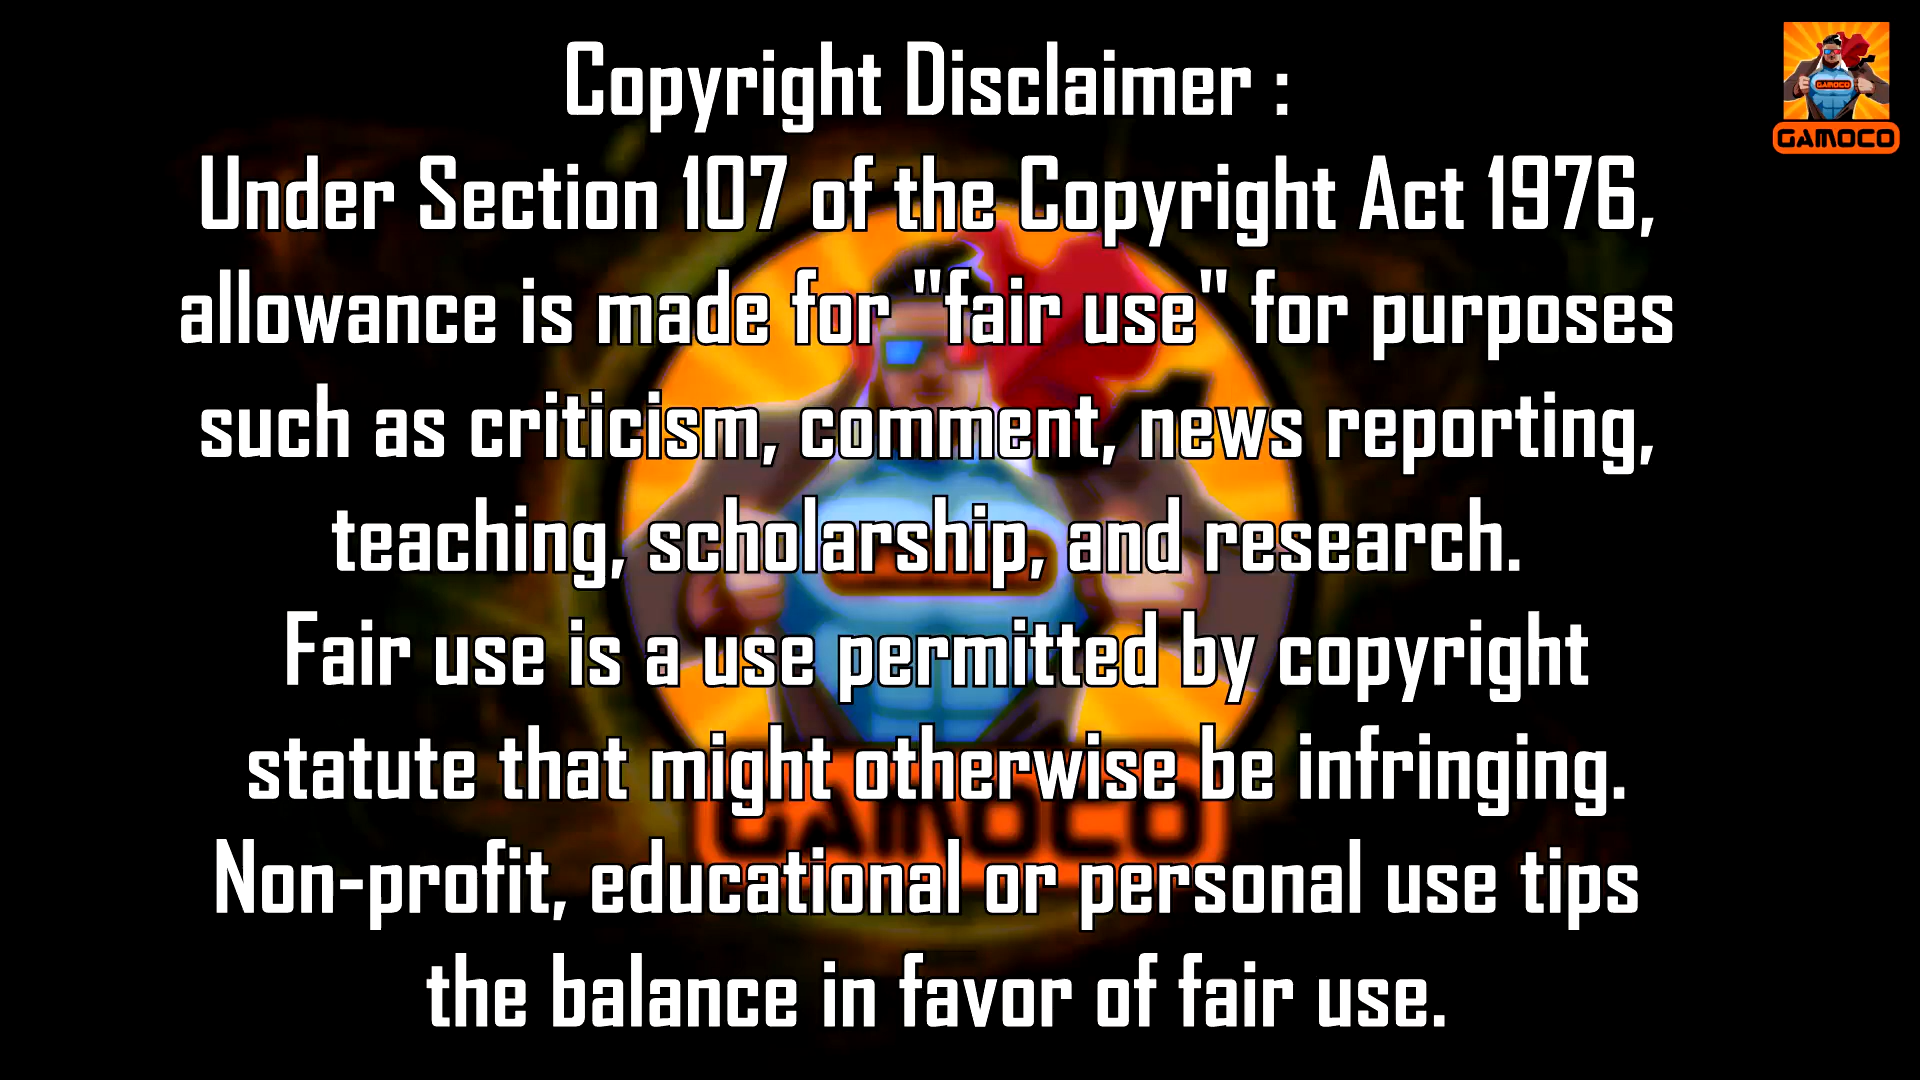 Copyright Disclaimer :
Under Section 107 of the Copyright Act 1976,
allowance is made for "fair use" for purposes
such as criticism, comment, news reporting,
teaching, scholarship, and research.
Fair use is a use permitted by copyright
statute that might otherwise be infringing.
Non-profit, educational or personal use tips
the balance in favor of fair use.
GAMOCO
GAMOCO
GAMOCO